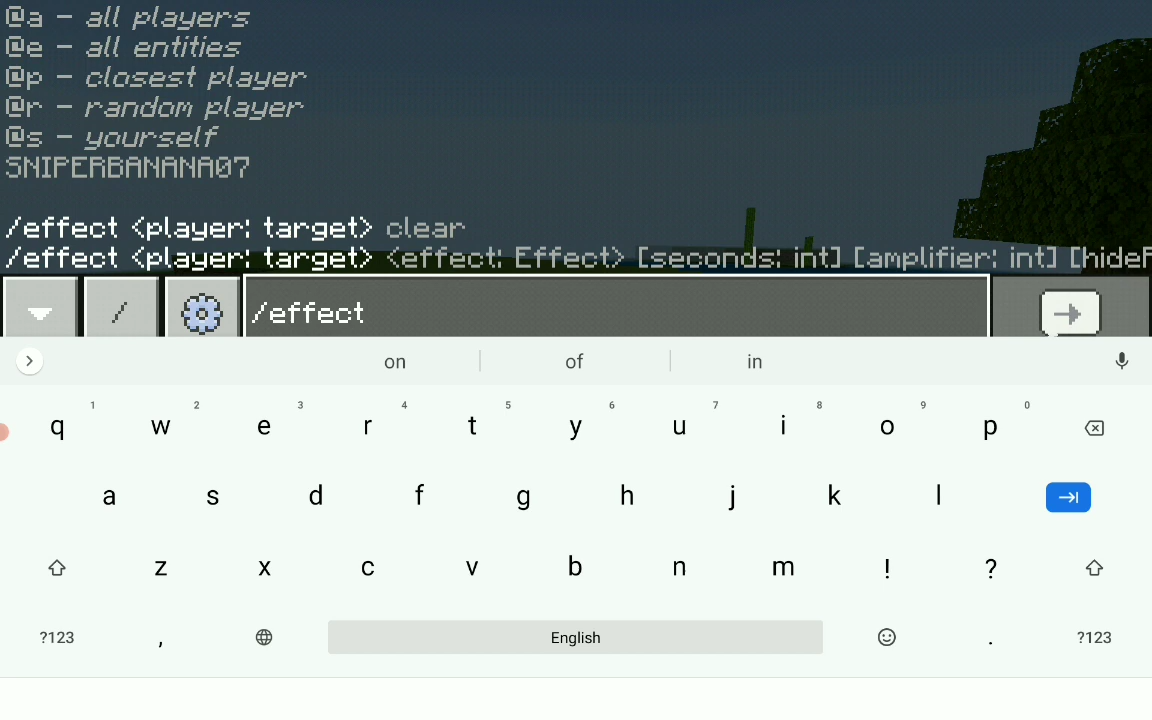 @a - all players
@e - all entities
@p - closest player
@r - random player
@s - yourself
SNIPERBANANA07
/effect <player: target> clear
/effect <player: target> <effect: Effect> [seconds: int] [amplifier: int] [hideP
/ /effect
on of in
1 2 3 4 5 6 7 8 9 0
q w e r t y u i o p
a s d f g h j k l
z x c v b n m ! ?
?123 , English . ?123